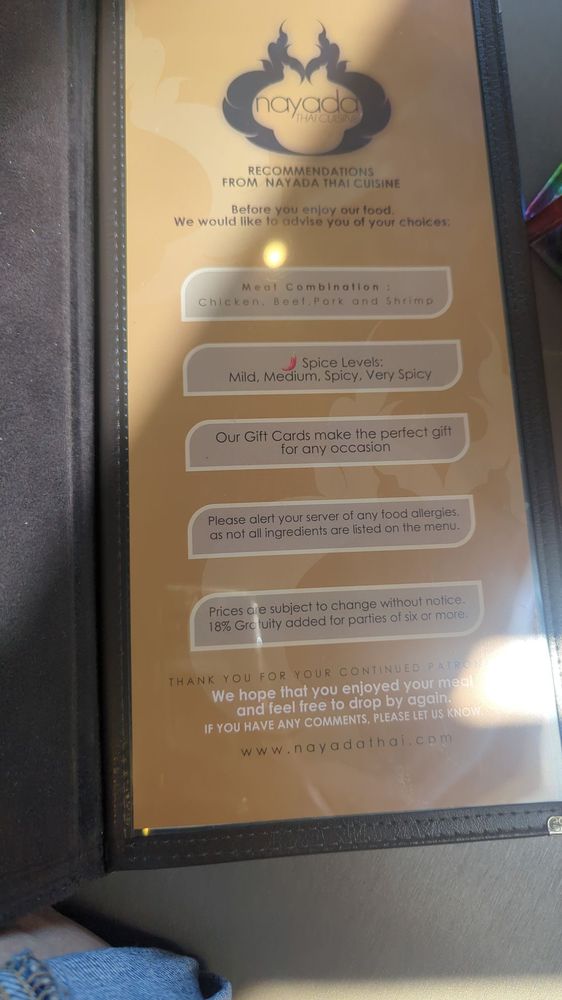 nayada
THAI CUISINE
RECOMMENDATIONS
FROM NAYADA THAI CUISINE
Before you enjoy our food.
We would like to advise you of your choices:
Meat Combination :
Chicken, Beef,Pork and Shrimp
Spice Levels:
Mild, Medium, Spicy, Very Spicy
Our Gift Cards make the perfect gift
for any occasion
Please alert your server of any food allergies,
as not all ingredients are listed on the menu.
Prices are subject to change without notice.
18% Gratuity added for parties of six or more.
THANK YOU FOR YOUR CONTINUED
We hope that you enjoyed your meal
and feel free to drop by again.
IF YOU HAVE ANY COMMENTS, PLEASE LET US KNOW.
www.nayadathai.com